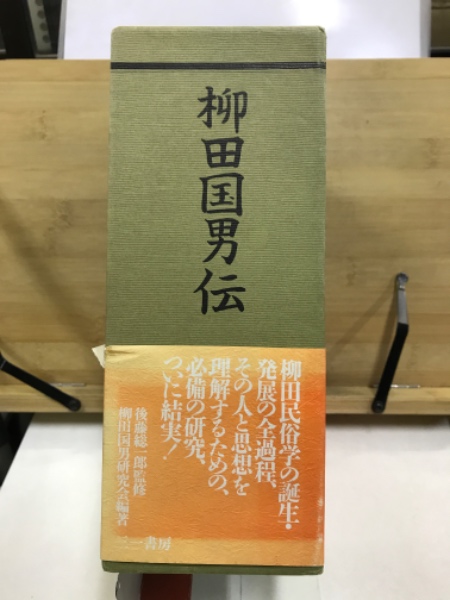 柳田国男伝
柳田民俗学の誕生・
発展の全過程、
その人と思想を
理解するための、
必備の研究、
ついに結実!
後藤総一郎監修
柳田国男研究会編著
三一書房